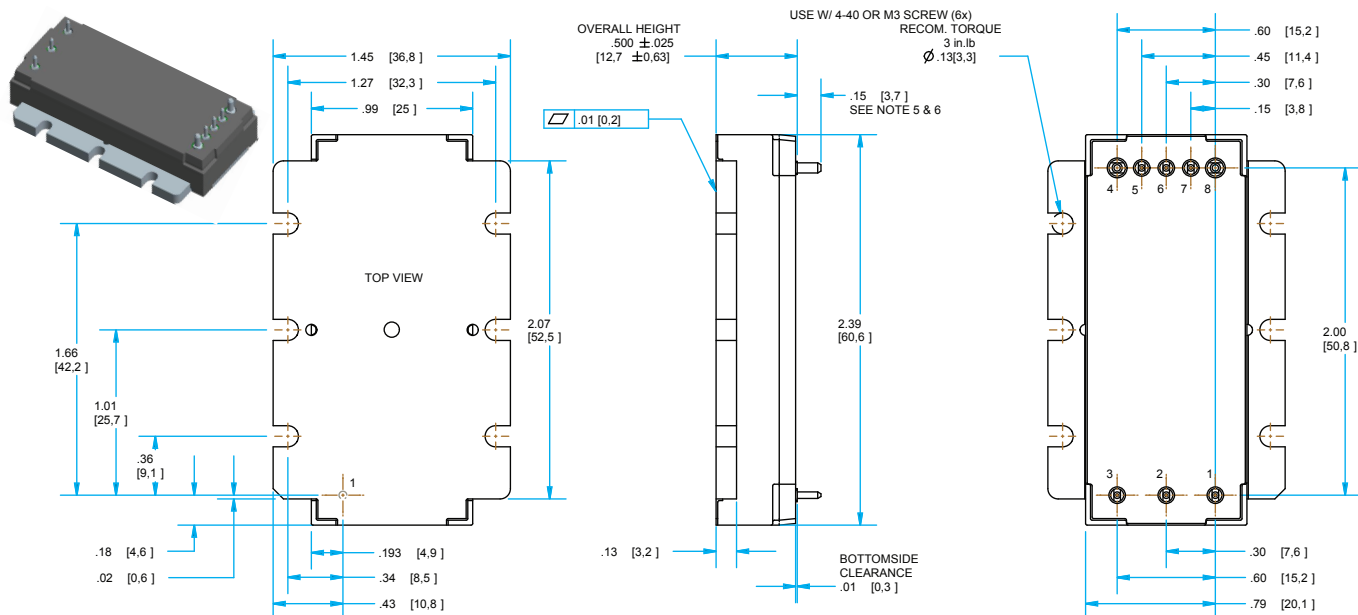 USE W/ 4-40 OR M3 SCREW (6x)
RECOM. TORQUE
3 in.lb
Ø .13[3,3]
OVERALL HEIGHT
.500 ±.025
[12,7 ±0,63]
1.45 [36,8 ]
1.27 [32,3 ]
.99 [25 ]
.15 [3,7 ]
SEE NOTE 5 & 6
.01 [0,2]
.60 [15,2 ]
.45 [11,4 ]
.30 [7,6 ]
.15 [3,8 ]
4 5 6 7 8
TOP VIEW
1.66
[42,2 ]
1.01
[25,7 ]
.36
[9,1 ]
2.07
[52,5 ]
2.39
[60,6 ]
2.00
[50,8 ]
1
3 2 1
.18 [4,6 ]
.02 [0,6 ]
.193 [4,9 ]
.34 [8,5 ]
.43 [10,8 ]
.13 [3,2 ]
BOTTOMSIDE
CLEARANCE
.01 [0,3 ]
.30 [7,6 ]
.60 [15,2 ]
.79 [20,1 ]